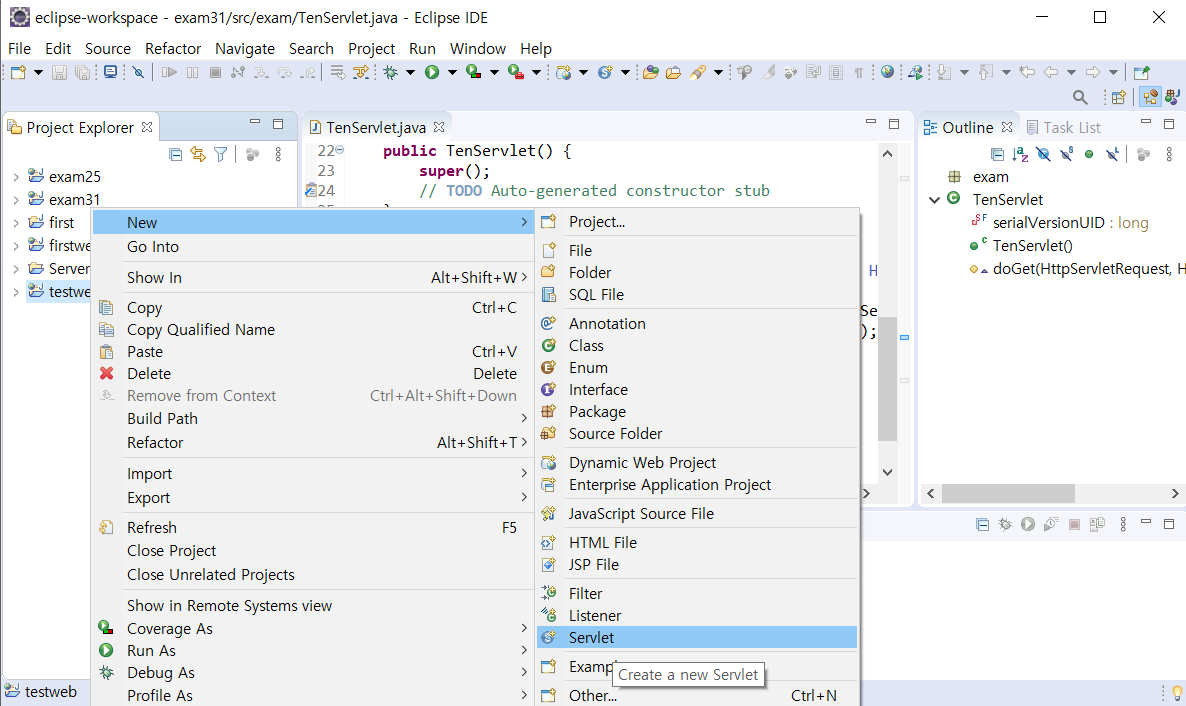 eclipse-workspace - exam31/src/exam/TenServlet.java - Eclipse IDE
File Edit Source Refactor Navigate Search Project Run Window Help
Project Explorer
exam25
exam31
first
firstwe
Server
testwe
TenServlet.java
22 public TenServlet() {
23 super();
24 // TODO Auto-generated constructor stub
H
Se
);
Outline
Task List
exam
TenServlet
serialVersionUID : long
TenServlet()
doGet(HttpServletRequest, H
New
Go Into
Show In Alt+Shift+W
Copy Ctrl+C
Copy Qualified Name
Paste Ctrl+V
Delete Delete
Remove from Context Ctrl+Alt+Shift+Down
Build Path
Refactor Alt+Shift+T
Import
Export
Refresh F5
Close Project
Close Unrelated Projects
Show in Remote Systems view
Coverage As
Run As
Debug As
Profile As
Project...
File
Folder
SQL File
Annotation
Class
Enum
Interface
Package
Source Folder
Dynamic Web Project
Enterprise Application Project
JavaScript Source File
HTML File
JSP File
Filter
Listener
Servlet
Examp
Create a new Servlet
Other... Ctrl+N
testweb